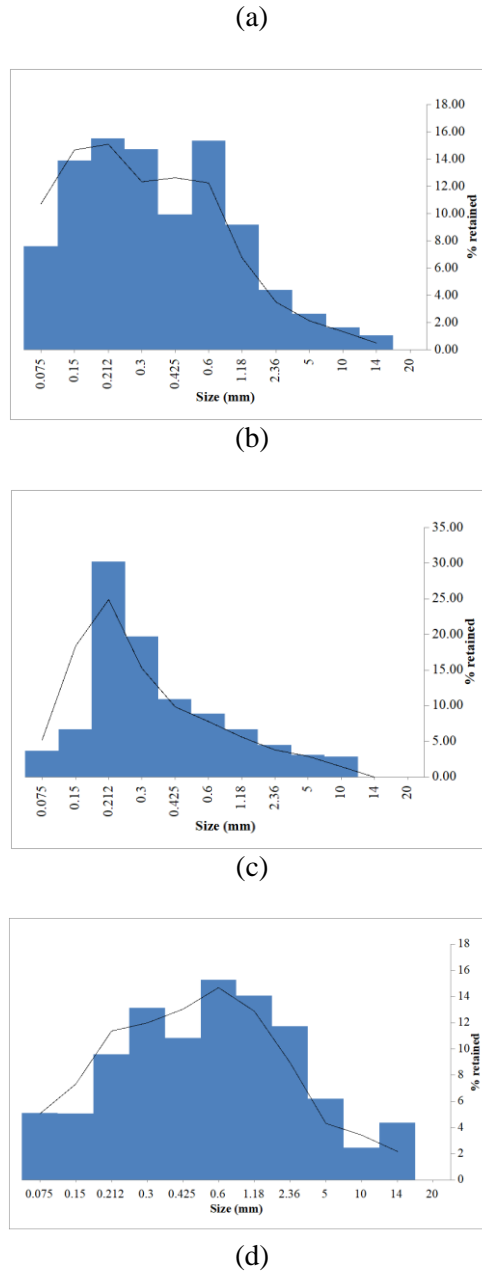 (a)
18.00
16.00
14.00
12.00
10.00
8.00
6.00
4.00
2.00
0.00
% retained
0.075 0.15 0.212 0.3 0.425 0.6 1.18 2.36 5 10 14 20
Size (mm)
(b)
35.00
30.00
25.00
20.00
15.00
10.00
5.00
0.00
% retained
0.075 0.15 0.212 0.3 0.425 0.6 1.18 2.36 5 10 14 20
Size (mm)
(c)
18
16
14
12
10
8
6
4
2
0
% retained
0.075 0.15 0.212 0.3 0.425 0.6 1.18 2.36 5 10 14 20
Size (mm)
(d)